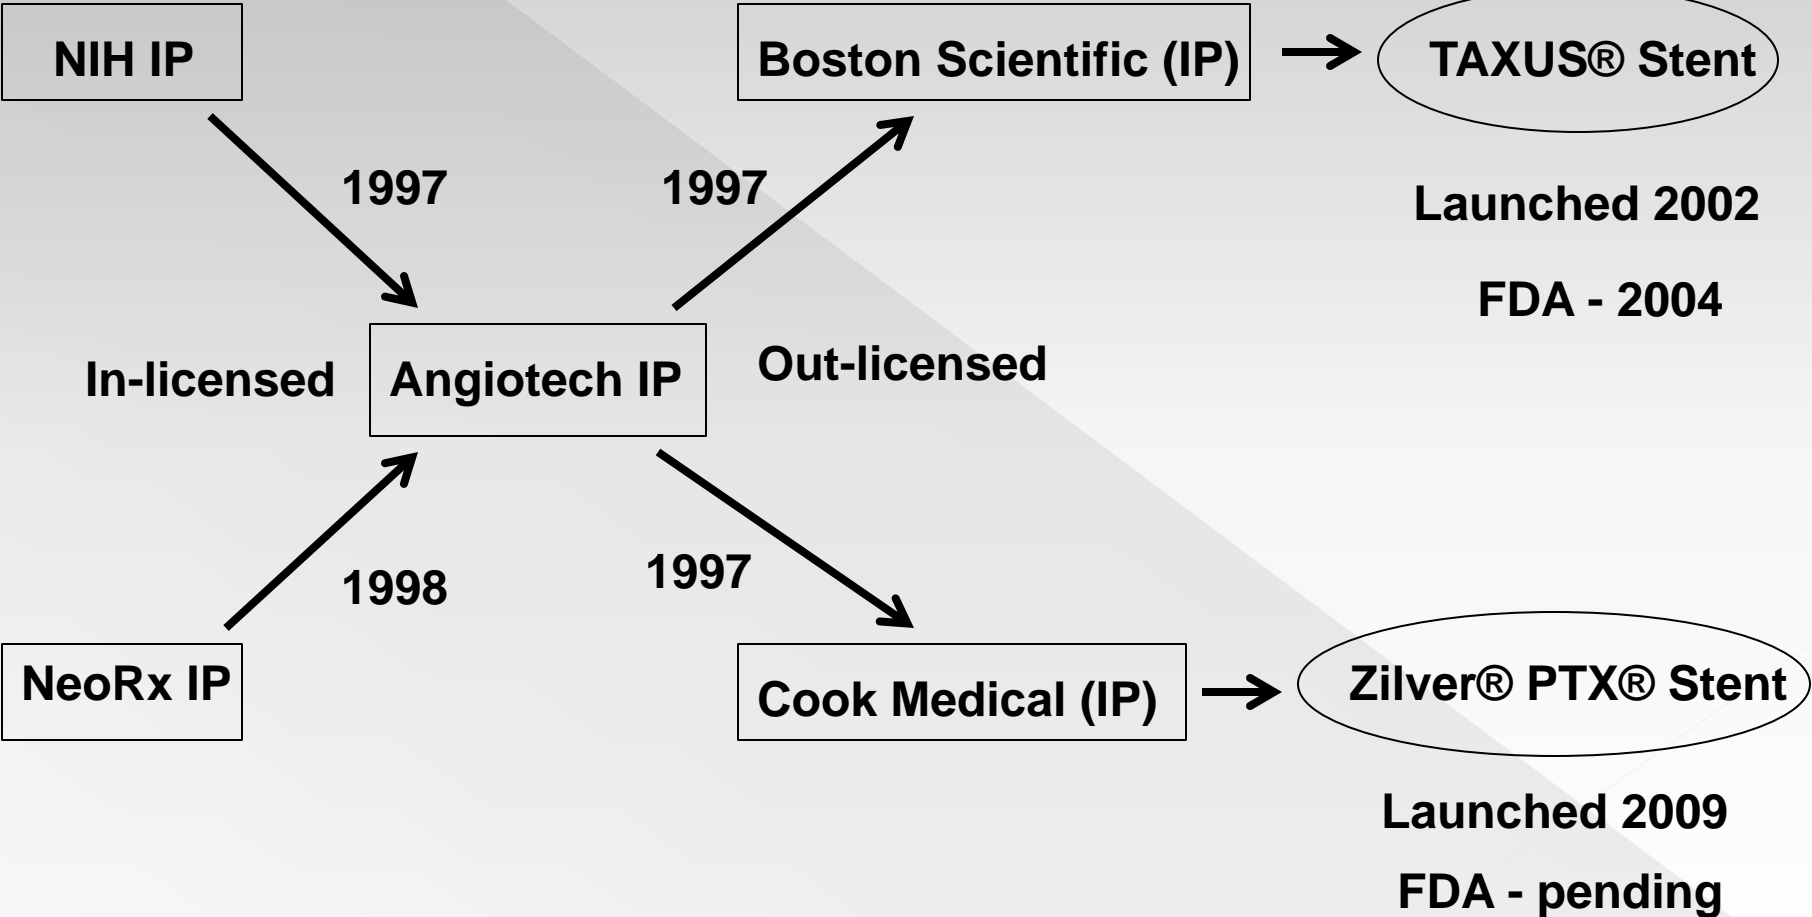 NIH IP
Boston Scientific (IP)
TAXUS® Stent
1997
1997
Launched 2002
FDA - 2004
In-licensed
Angiotech IP
Out-licensed
1998
1997
NeoRx IP
Cook Medical (IP)
Zilver® PTX® Stent
Launched 2009
FDA - pending